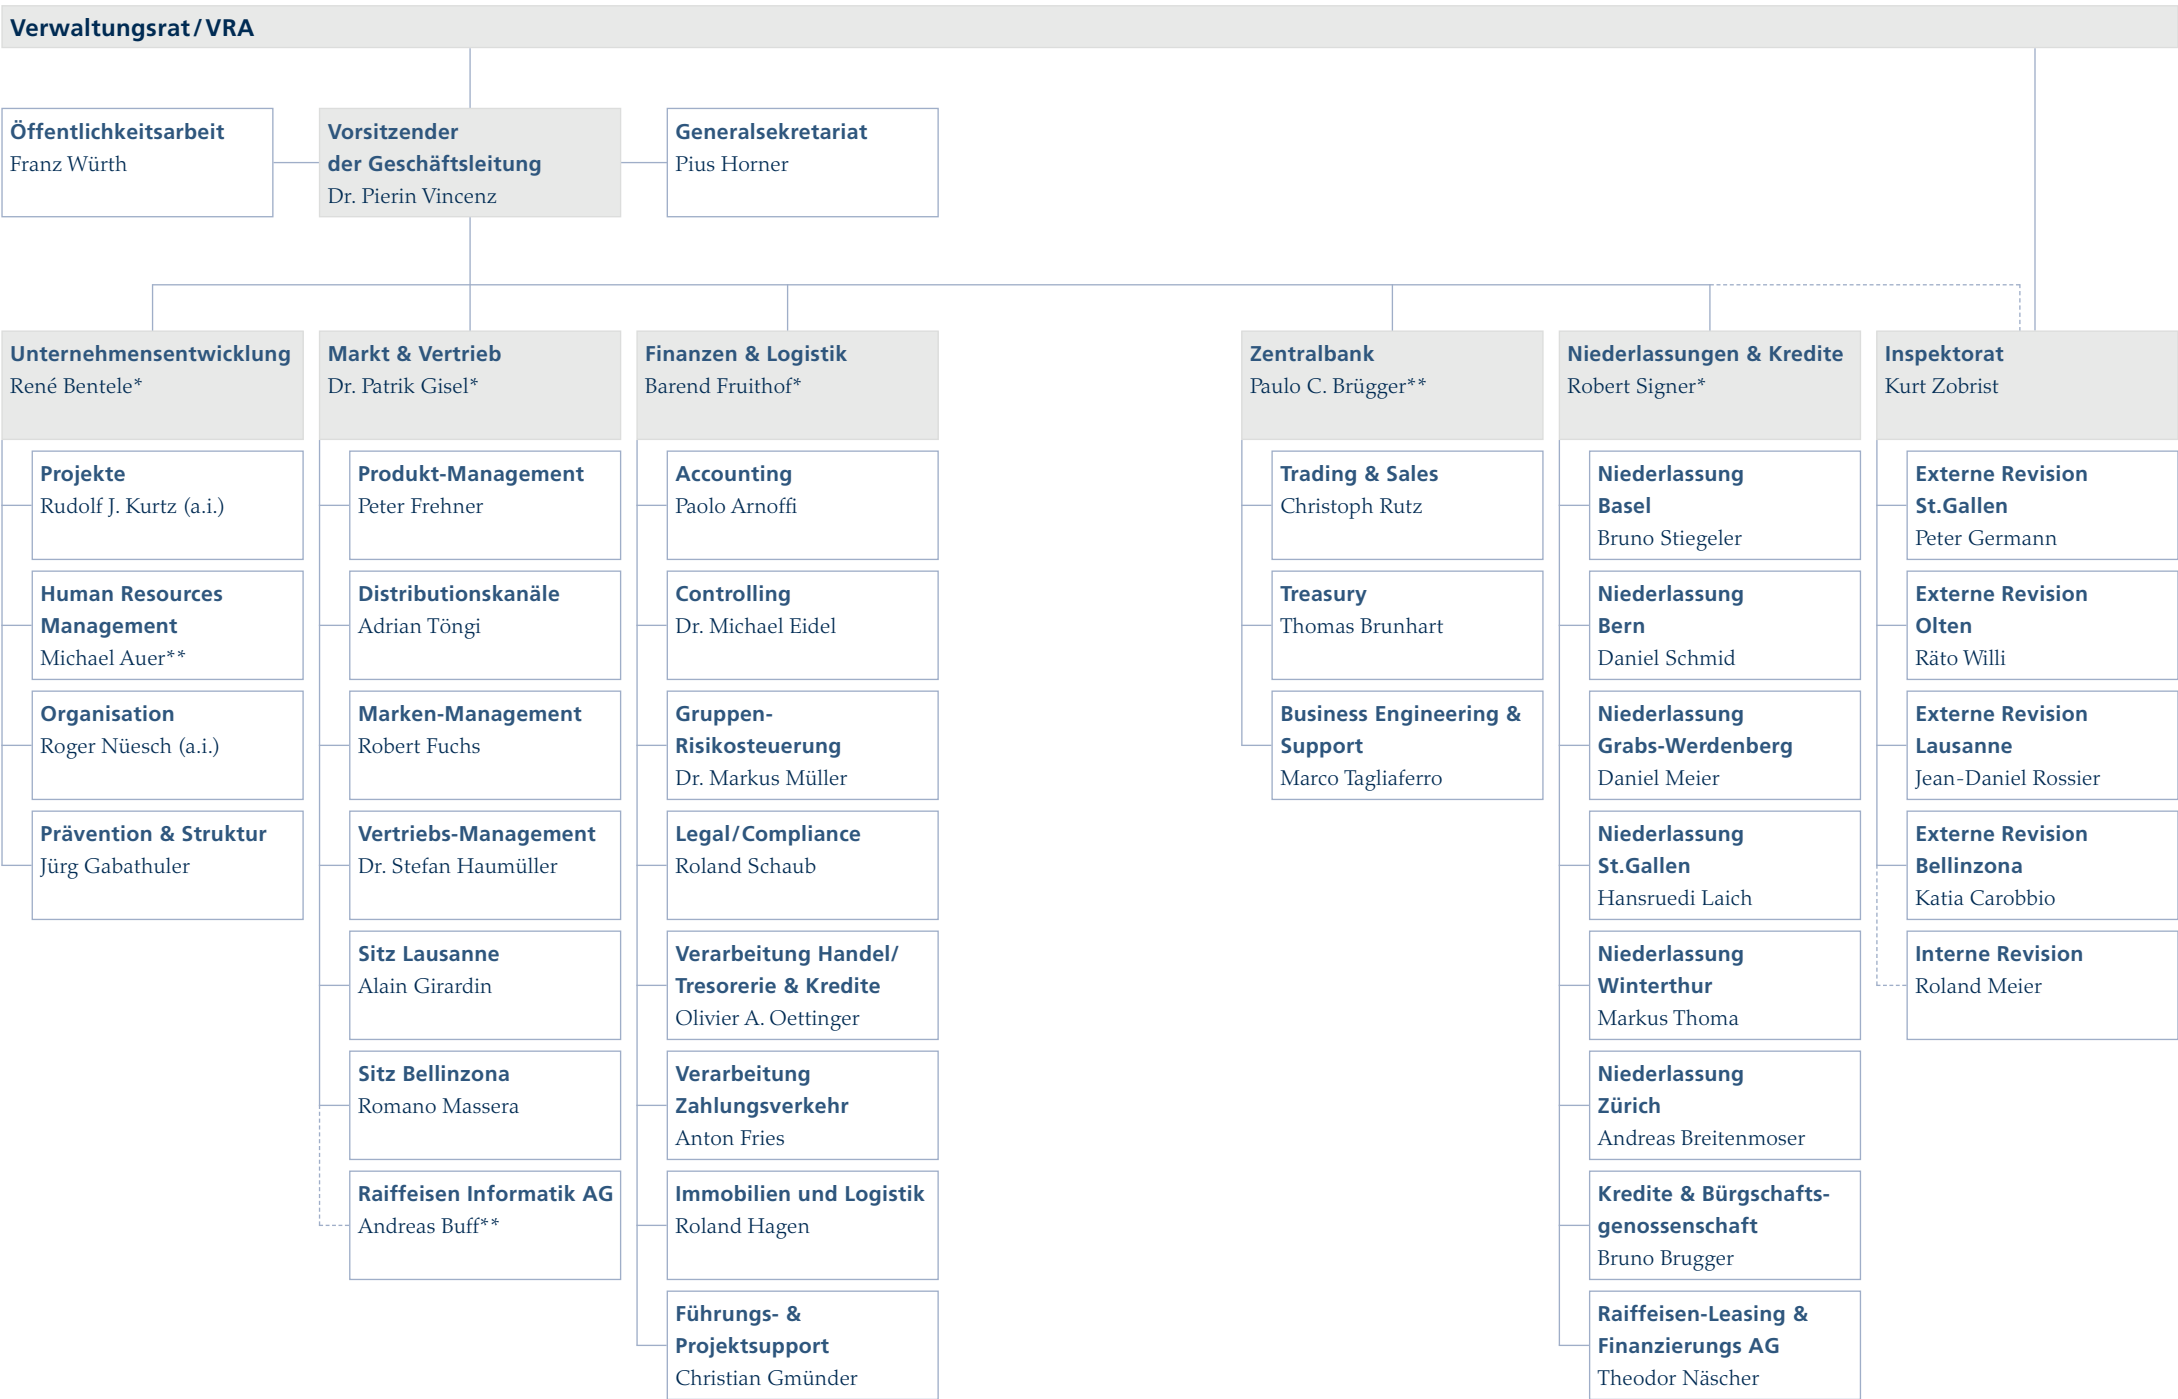 Verwaltungsrat/VRA
Öffentlichkeitsarbeit
Franz Würth
Vorsitzender
der Geschäftsleitung
Dr. Pierin Vincenz
Generalsekretariat
Pius Horner
Unternehmensentwicklung
René Bentele*
Projekte
Rudolf J. Kurtz (a.i.)
Human Resources
Management
Michael Auer**
Organisation
Roger Nüesch (a.i.)
Prävention & Struktur
Jürg Gabathuler
Markt & Vertrieb
Dr. Patrik Gisel*
Produkt-Management
Peter Frehner
Distributionskanäle
Adrian Töngi
Marken-Management
Robert Fuchs
Vertriebs-Management
Dr. Stefan Haumüller
Sitz Lausanne
Alain Girardin
Sitz Bellinzona
Romano Massera
Raiffeisen Informatik AG
Andreas Buff**
Finanzen & Logistik
Barend Fruithof*
Accounting
Paolo Arnoffi
Controlling
Dr. Michael Eidel
Gruppen-
Risikosteuerung
Dr. Markus Müller
Legal/Compliance
Roland Schaub
Verarbeitung Handel/
Tresorerie & Kredite
Olivier A. Oettinger
Verarbeitung
Zahlungsverkehr
Anton Fries
Immobilien und Logistik
Roland Hagen
Führungs- &
Projektsupport
Christian Gmünder
Zentralbank
Paulo C. Brügger**
Trading & Sales
Christoph Rutz
Treasury
Thomas Brunhart
Business Engineering &
Support
Marco Tagliaferro
Niederlassungen & Kredite
Robert Signer*
Niederlassung
Basel
Bruno Stiegeler
Niederlassung
Bern
Daniel Schmid
Niederlassung
Grabs-Werdenberg
Daniel Meier
Niederlassung
St.Gallen
Hansruedi Laich
Niederlassung
Winterthur
Markus Thoma
Niederlassung
Zürich
Andreas Breitenmoser
Kredite & Bürgschafts-
genossenschaft
Bruno Brugger
Raiffeisen-Leasing &
Finanzierungs AG
Theodor Näscher
Inspektorat
Kurt Zobrist
Externe Revision
St.Gallen
Peter Germann
Externe Revision
Olten
Räto Willi
Externe Revision
Lausanne
Jean-Daniel Rossier
Externe Revision
Bellinzona
Katia Carobbio
Interne Revision
Roland Meier